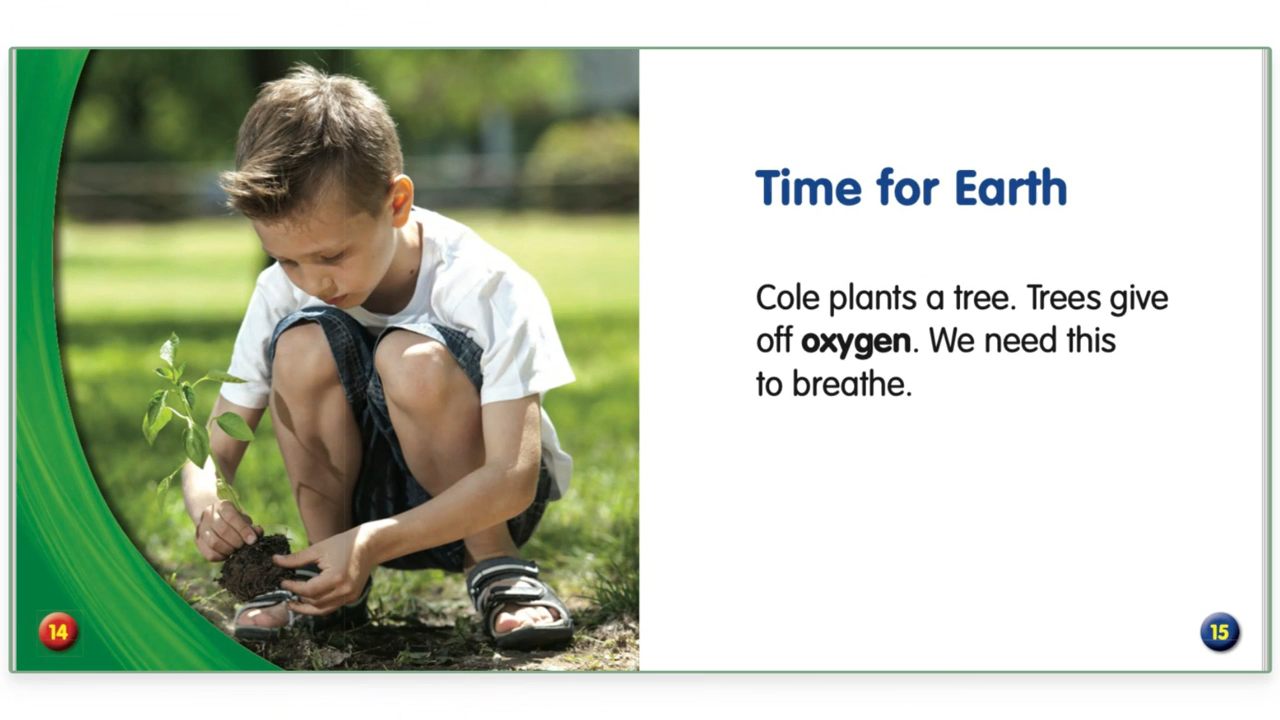 Time for Earth
Cole plants a tree. Trees give
off oxygen. We need this
to breathe.
14
15